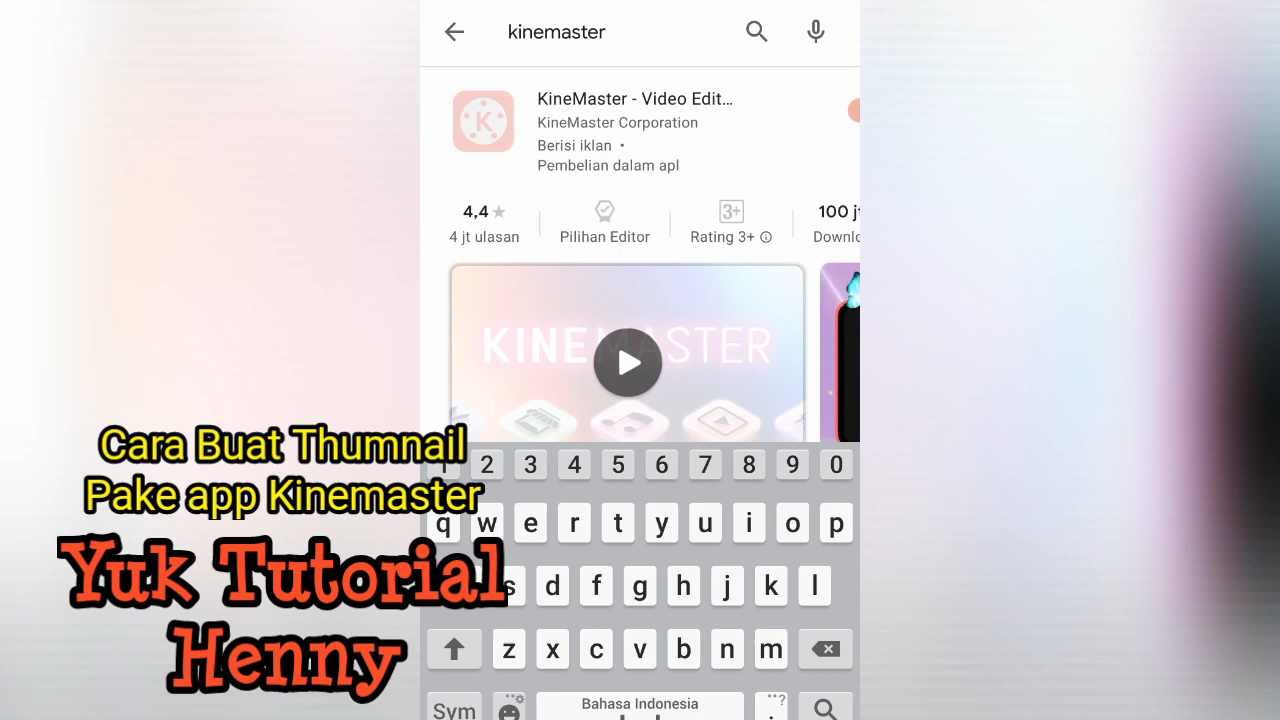 kinemaster
KineMaster - Video Edit...
KineMaster Corporation
Berisi iklan •
Pembelian dalam apl
4,4★
4 jt ulasan
Pilihan Editor
3+
Rating 3+
100 jt
Downlo
K
KINEMASTER
Cara Buat Thumnail
Pake app Kinemaster
Yuk Tutorial
Henny
1 2 3 4 5 6 7 8 9 0
q w e r t y u i o p
s d f g h j k l
z x c v b n m
Sym
Bahasa Indonesia